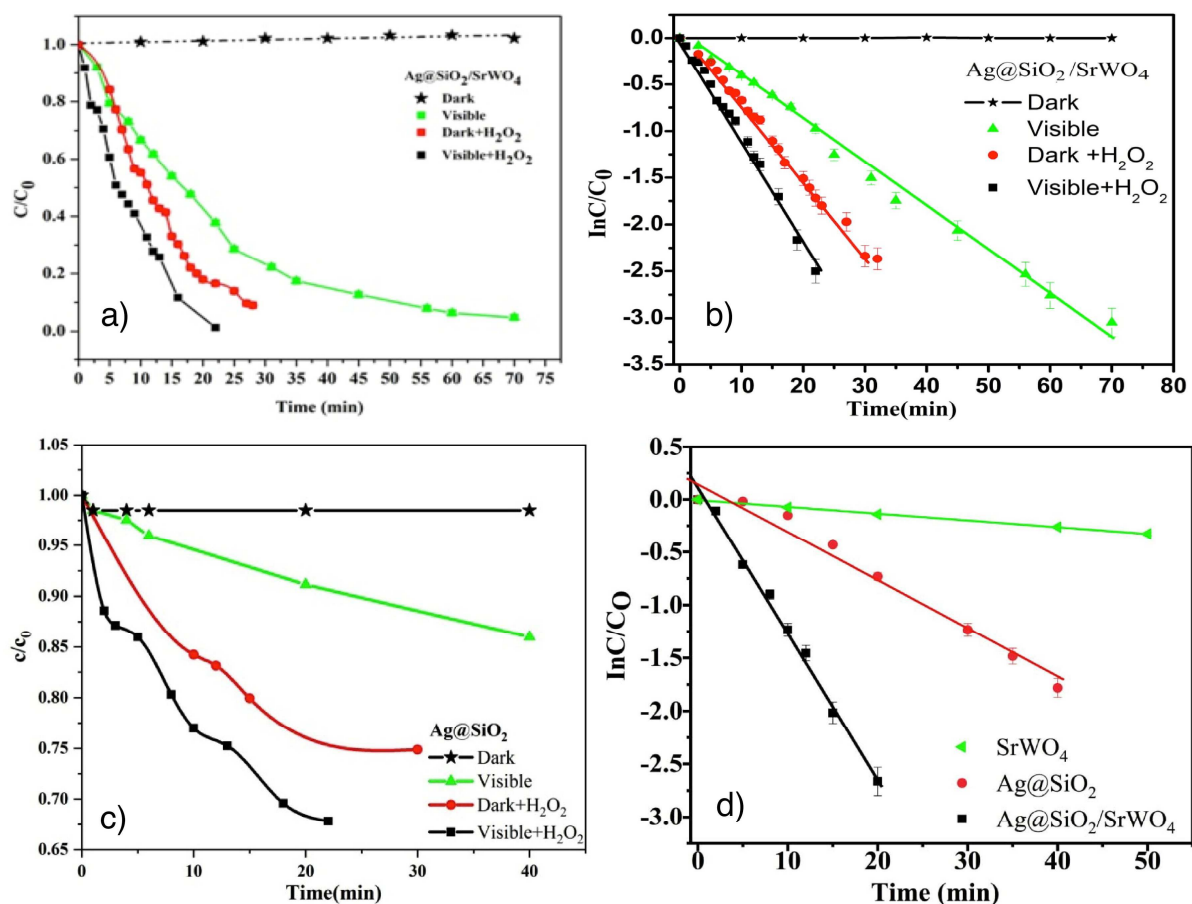 1.0
0.8
0.6
0.4
0.2
0.0
C/C0
Ag@SiO2/SrWO4
Dark
Visible
Dark+H2O2
Visible+H2O2
a)
0 5 10 15 20 25 30 35 40 45 50 55 60 65 70 75
Time (min)
0.0
-0.5
-1.0
-1.5
-2.0
-2.5
-3.0
-3.5
InC/C0
Ag@SiO2 /SrWO4
Dark
Visible
Dark +H2O2
Visible+H2O2
b)
0 10 20 30 40 50 60 70 80
Time(min)
1.05
1.00
0.95
0.90
0.85
0.80
0.75
0.70
0.65
c/c0
Ag@SiO2
Dark
Visible
Dark+H2O2
Visible+H2O2
c)
0 10 20 30 40
Time(min)
0.5
0.0
-0.5
-1.0
-1.5
-2.0
-2.5
-3.0
InC/CO
SrWO4
Ag@SiO2
Ag@SiO2/SrWO4
d)
0 10 20 30 40 50
Time (min)